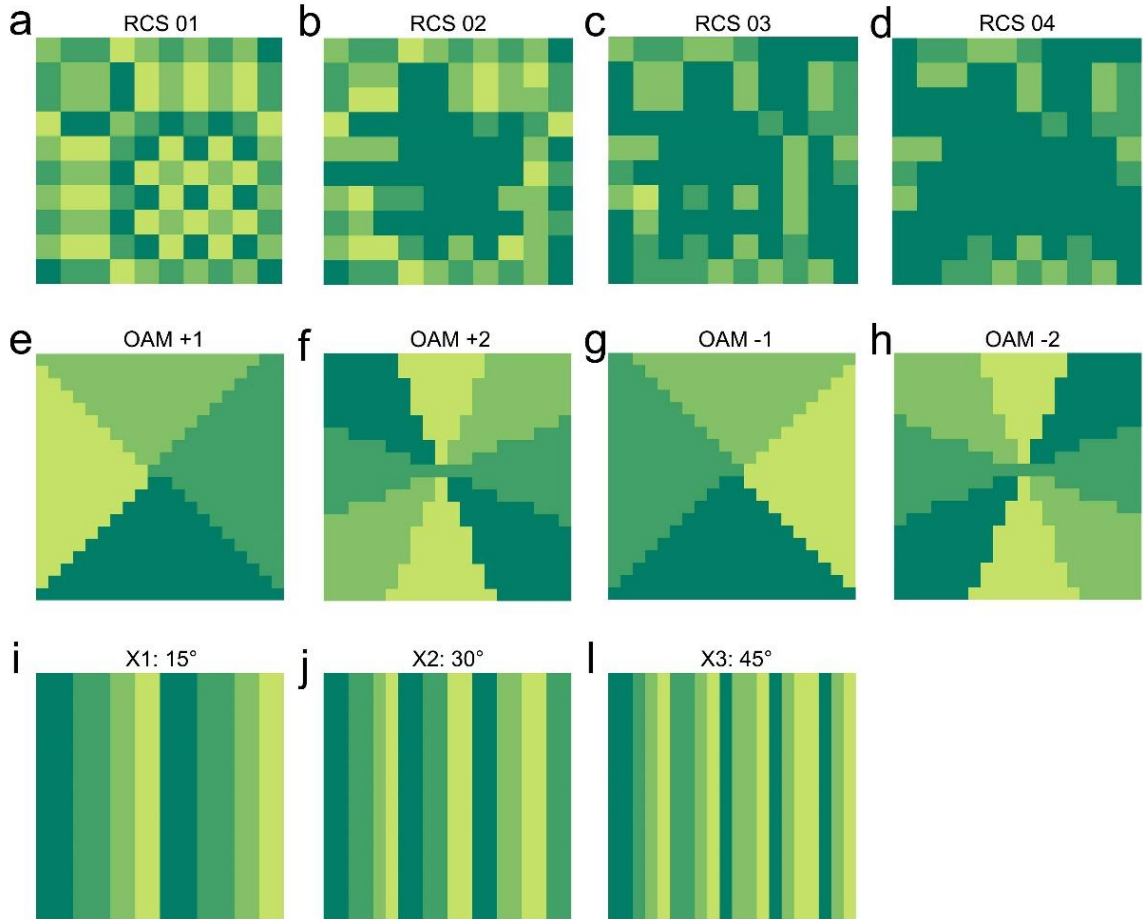 a RCS 01
b RCS 02
c RCS 03
d RCS 04
e OAM +1
f OAM +2
g OAM -1
h OAM -2
i X1: 15°
j X2: 30°
l X3: 45°